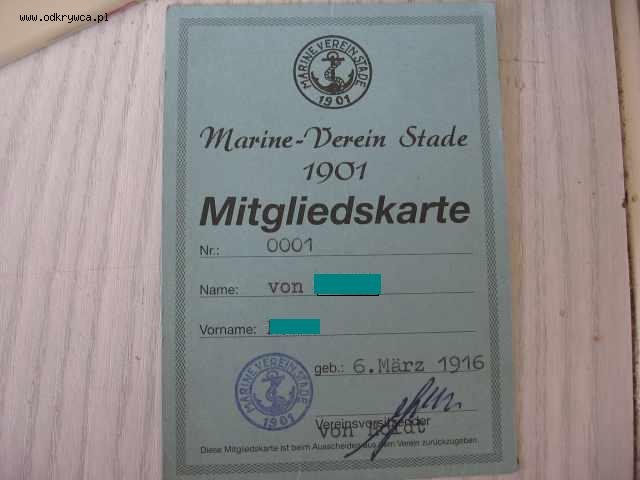 www.odkrywca.pl
MARINE VEREIN STADE
1901
Marine-Verein Stade
1901
Mitgliedskarte
Nr.: 0001
Name: von
Vorname:
geb.: 6. März 1916
MARINE VEREIN STADE
1901
Vereinsvorsitzender
von
Diese Mitgliedskarte ist beim Ausscheiden aus dem Verein zurückzugeben.